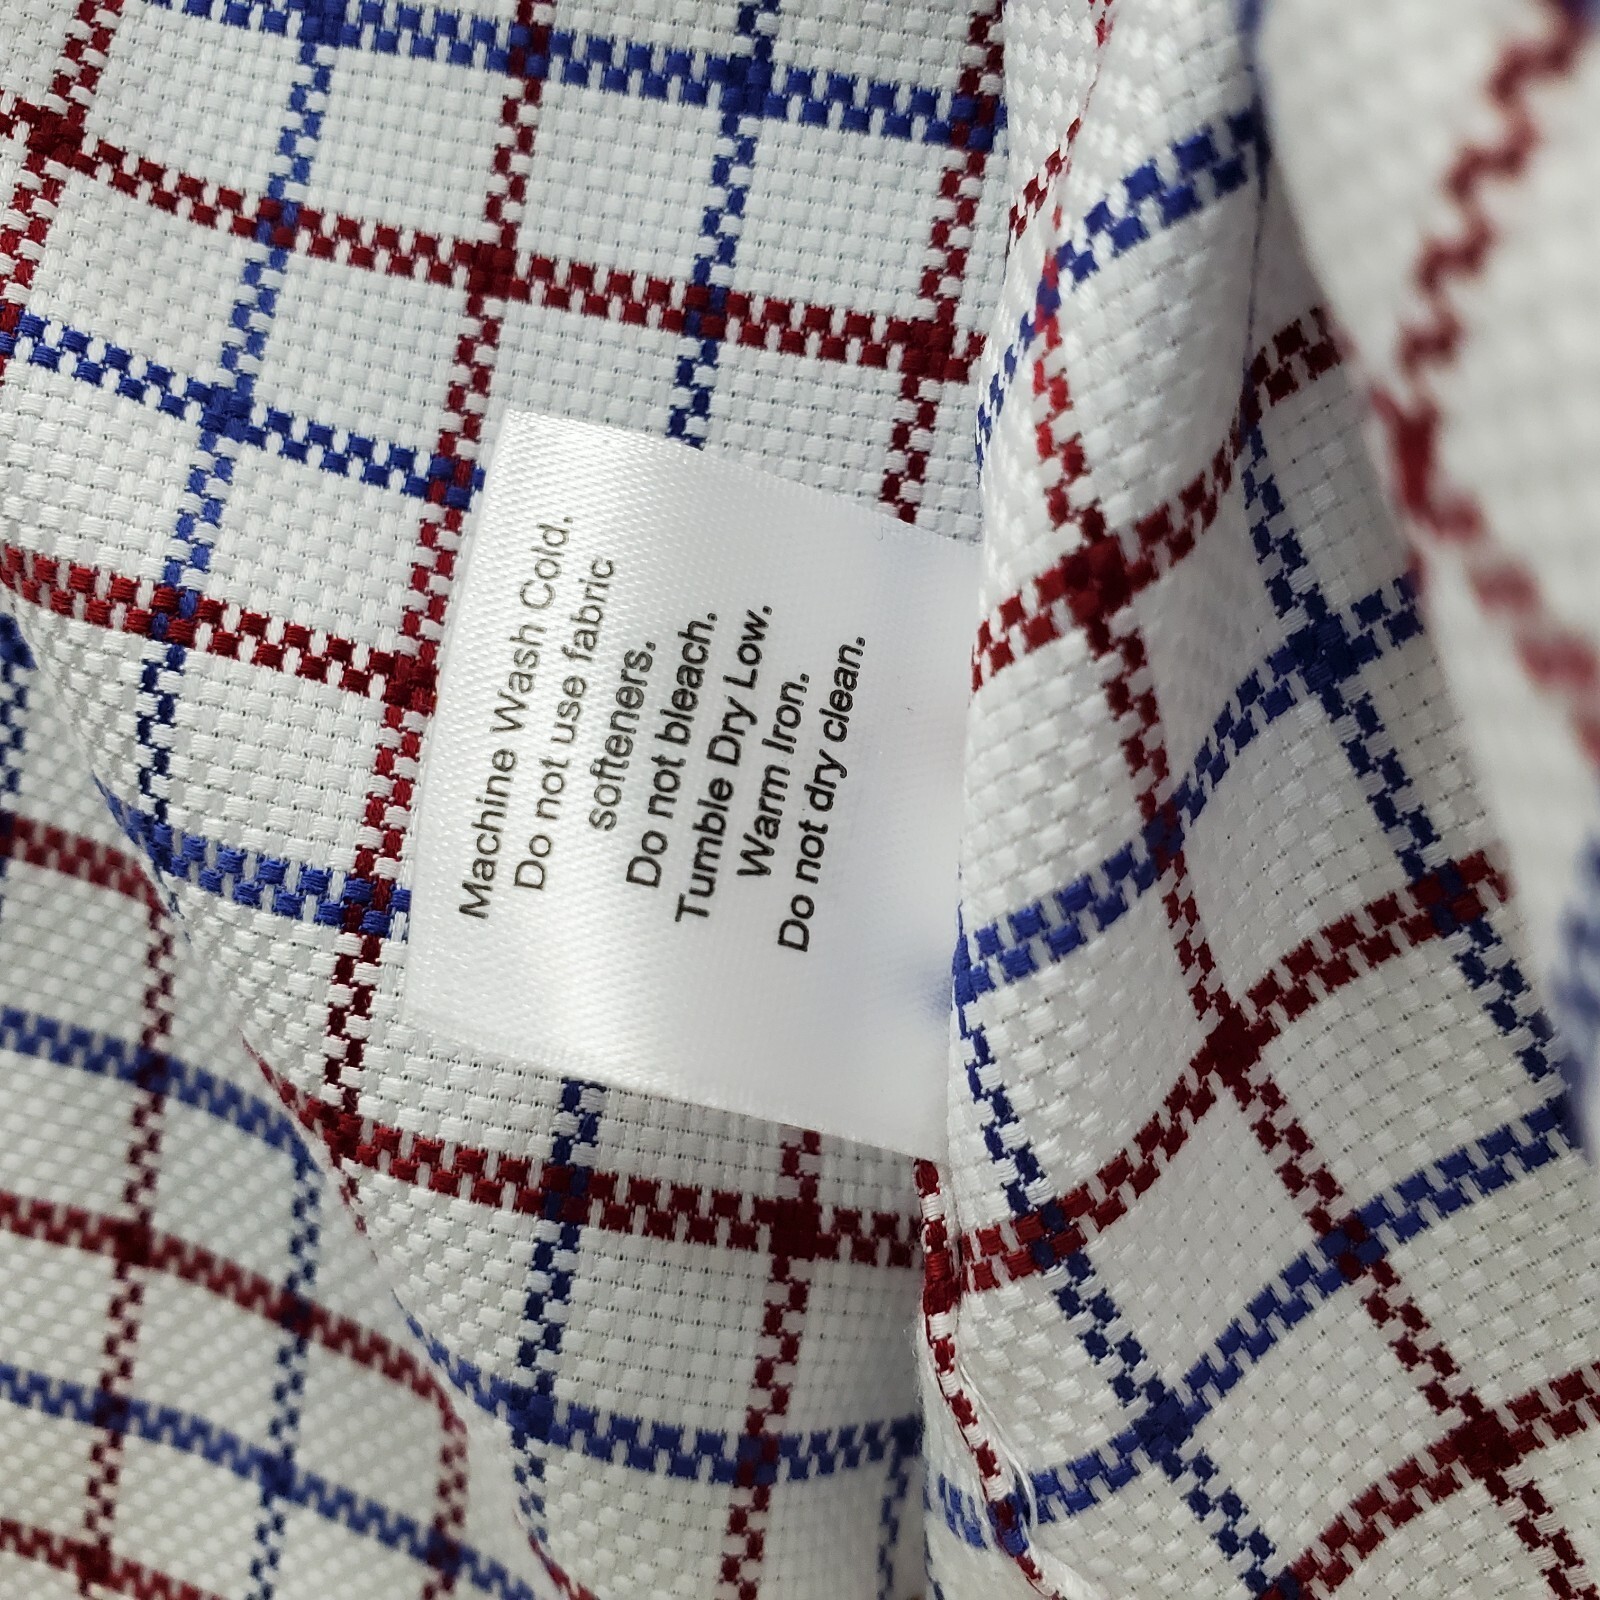 Machine Wash Cold.
Do not use fabric
softeners.
Do not bleach.
Tumble Dry Low.
Warm Iron.
Do not dry clean.